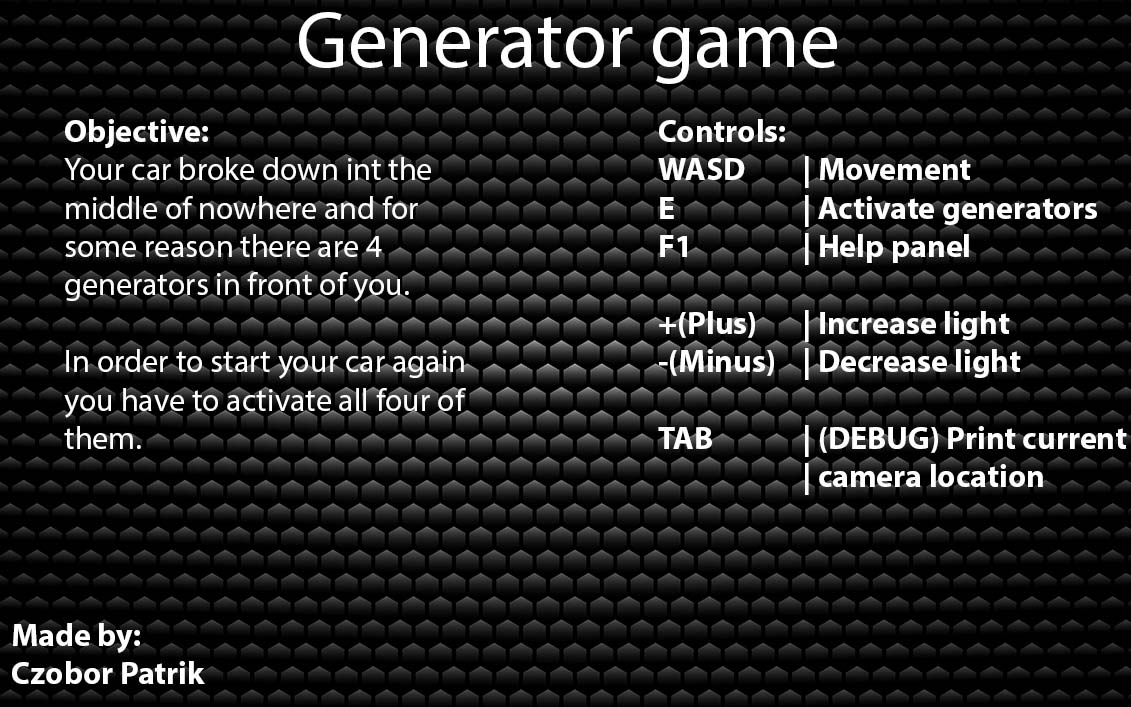 Generator game
Objective:
Your car broke down int the
middle of nowhere and for
some reason there are 4
generators in front of you.
In order to start your car again
you have to activate all four of
them.
Controls:
WASD | Movement
E | Activate generators
F1 | Help panel
+(Plus) | Increase light
-(Minus) | Decrease light
TAB | (DEBUG) Print current
| camera location
Made by:
Czobor Patrik